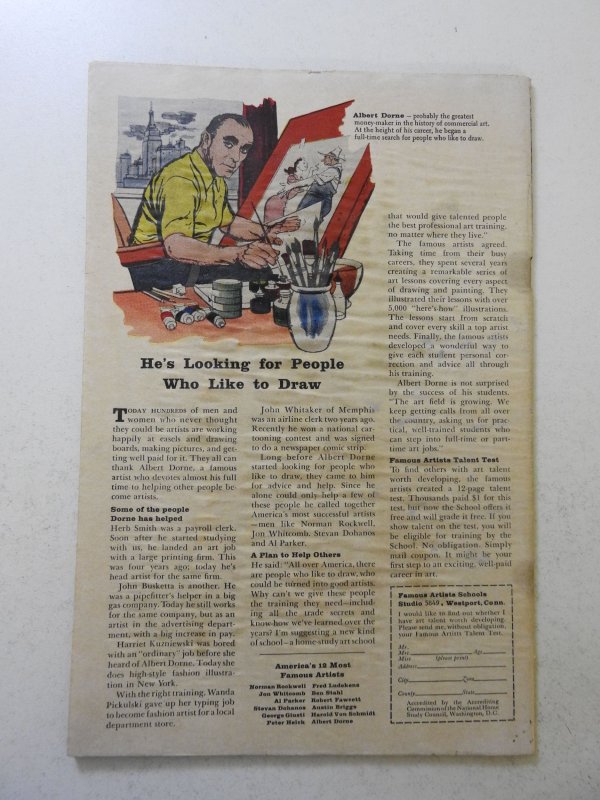 Albert Dorne — probably the greatest
money-maker in the history of commercial art.
At the height of his career, he began a
full-time search for people who like to draw.
He's Looking for People
Who Like to Draw
TODAY HUNDREDS of men and
women who never thought
they could be artists are working
happily at easels and drawing
boards, making pictures, and get-
ting well paid for it. They all can
thank Albert Dorne, a famous
artist who devotes almost his full
time to helping other people be-
come artists.
Some of the people
Dorne has helped
Herb Smith was a payroll clerk.
Soon after he started studying
with us, he landed an art job
with a large printing firm. This
was four years ago; today he's
head artist for the same firm.
John Busketta is another. He
was a pipefitter's helper in a big
gas company. Today he still works
for the same company, but as an
artist in the advertising depart-
ment, with a big increase in pay.
Harriet Kuzniewski was bored
with an "ordinary" job before she
heard of Albert Dorne. Today she
does high-style fashion illustra-
tion in New York.
With the right training, Wanda
Pickulski gave up her typing job
to become fashion artist for a local
department store.
John Whitaker of Memphis
was an airline clerk two years ago.
Recently he won a national car-
tooning contest and was signed
to do a newspaper comic strip.
Long before Albert Dorne
started looking for people who
like to draw, they came to him
for advice and help. Since he
alone could only help a few of
these people he called together
America's most successful artists
—men like Norman Rockwell,
Jon Whitcomb, Stevan Dohanos
and Al Parker.
A Plan to Help Others
He said: "All over America, there
are people who like to draw, who
could be turned into good artists.
Why can't we give these people
the training they need—includ-
ing all the trade secrets and
know-how we've learned over the
years? I'm suggesting a new kind
of school—a home-study art school
America's 12 Most
Famous Artists
Norman Rockwell
Jon Whitcomb
Al Parker
Stevan Dohanos
George Giusti
Peter Helck
Fred Ludekens
Ben Stahl
Robert Fawcett
Austin Briggs
Harold Von Schmidt
Albert Dorne
that would give talented people
the best professional art training,
no matter where they live."
The famous artists agreed.
Taking time from their busy
careers, they spent several years
creating a remarkable series of
art lessons covering every aspect
of drawing and painting. They
illustrated their lessons with over
5,000 "here's-how" illustrations.
The lessons start from scratch
and cover every skill a top artist
needs. Finally, the famous artists
developed a wonderful way to
give each student personal cor-
rection and advice all through
his training.
Albert Dorne is not surprised
by the success of his students.
"The art field is growing. We
keep getting calls from all over
the country, asking us for prac-
tical, well-trained students who
can step into full-time or part-
time art jobs."
Famous Artists Talent Test
To find others with art talent
worth developing, the famous
artists created a 12-page talent
test. Thousands paid $1 for this
test, but now the School offers it
free and will grade it free. If you
show talent on the test, you will
be eligible for training by the
School. No obligation. Simply
mail coupon. It might be your
first step to an exciting, well-paid
career in art.
Famous Artists Schools
Studio 5849, Westport, Conn.
I would like to find out whether I
have art talent worth developing.
Please send me, without obligation,
your Famous Artists Talent Test.
Mr.
Mrs. Age
Miss (please print)
Address
City Zone
County State
Accredited by the Accrediting
Commission of the National Home
Study Council, Washington, D.C.